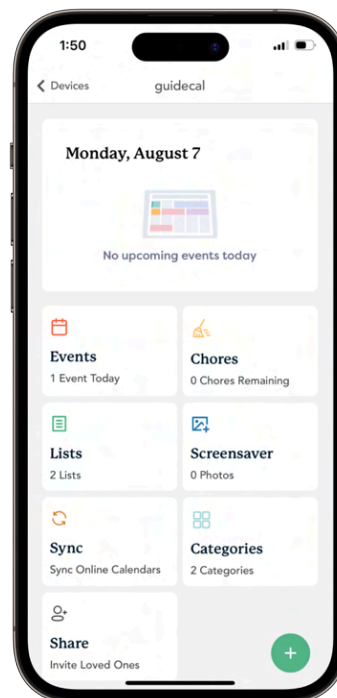 1:50
Devices
guidecal
Monday, August 7
No upcoming events today
Events
1 Event Today
Chores
0 Chores Remaining
Lists
2 Lists
Screensaver
0 Photos
Sync
Sync Online Calendars
Categories
2 Categories
Share
Invite Loved Ones